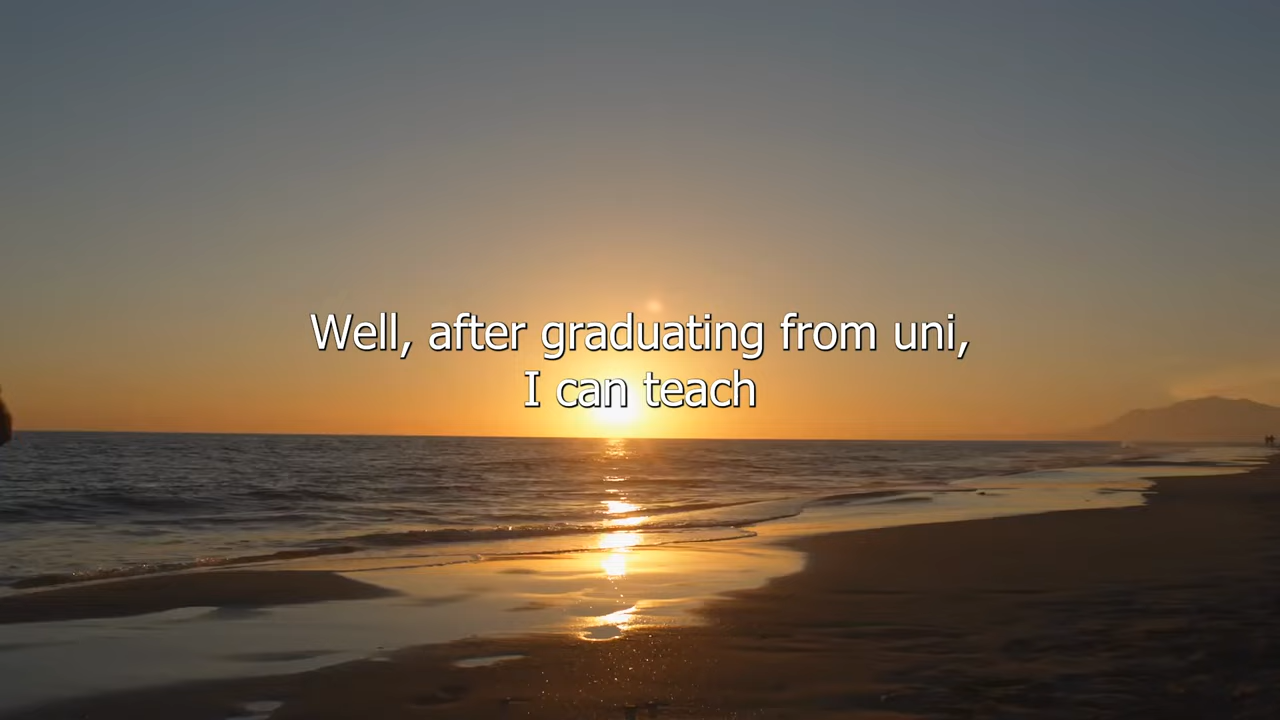 Well, after graduating from uni,
I can teach